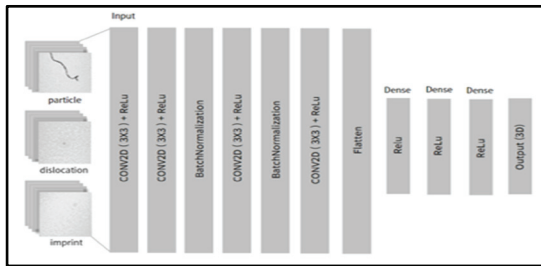 Input
particle
dislocation
imprint
CONV2D ( 3X3 ) + ReLu
CONV2D ( 3X3 ) + ReLu
BatchNormalization
CONV2D ( 3X3 ) + ReLu
BatchNormalization
CONV2D ( 3X3 ) + ReLu
Flatten
Dense
Relu
Dense
ReLu
Dense
ReLu
Output (3D)